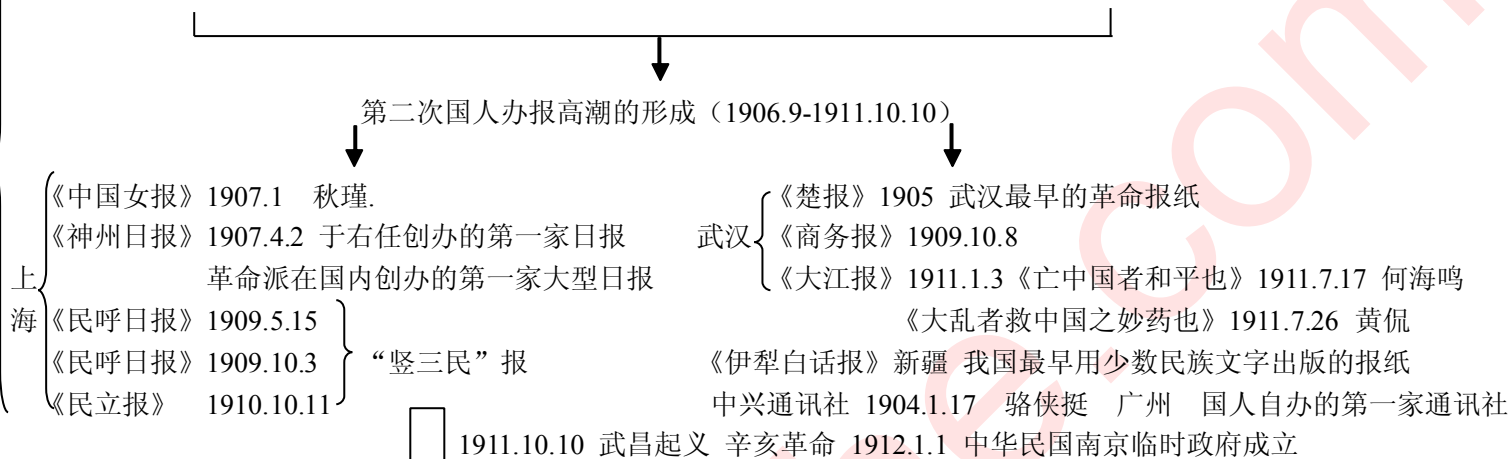 第二次国人办报高潮的形成（1906.9-1911.10.10）
上海
《中国女报》1907.1 秋瑾.
《神州日报》1907.4.2 于右任创办的第一家日报
革命派在国内创办的第一家大型日报
《民呼日报》1909.5.15
《民呼日报》1909.10.3
《民立报》 1910.10.11
“竖三民”报
武汉
《楚报》1905 武汉最早的革命报纸
《商务报》1909.10.8
《大江报》1911.1.3《亡中国者和平也》1911.7.17 何海鸣
《大乱者救中国之妙药也》1911.7.26 黄侃
《伊犁白话报》新疆 我国最早用少数民族文字出版的报纸
中兴通讯社 1904.1.17 骆侠挺 广州 国人自办的第一家通讯社
1911.10.10 武昌起义 辛亥革命 1912.1.1 中华民国南京临时政府成立
e.com